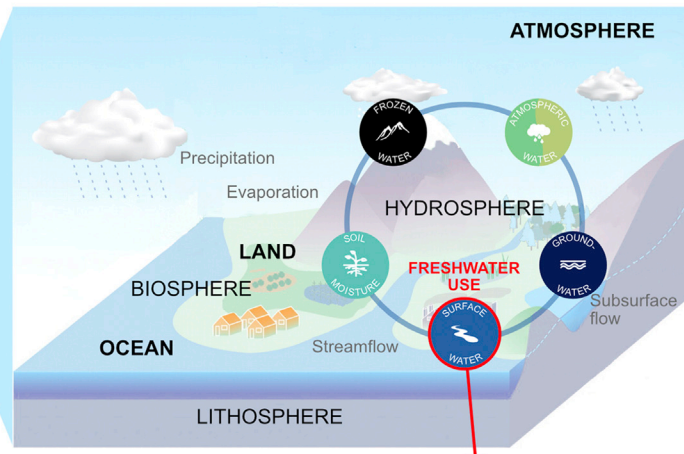 ATMOSPHERE
FROZEN
WATER
ATMOSPHERIC
WATER
Precipitation
Evaporation
HYDROSPHERE
LAND
SOIL
MOISTURE
GROUND-
WATER
FRESHWATER
USE
BIOSPHERE
SURFACE
WATER
Subsurface
flow
OCEAN
Streamflow
LITHOSPHERE